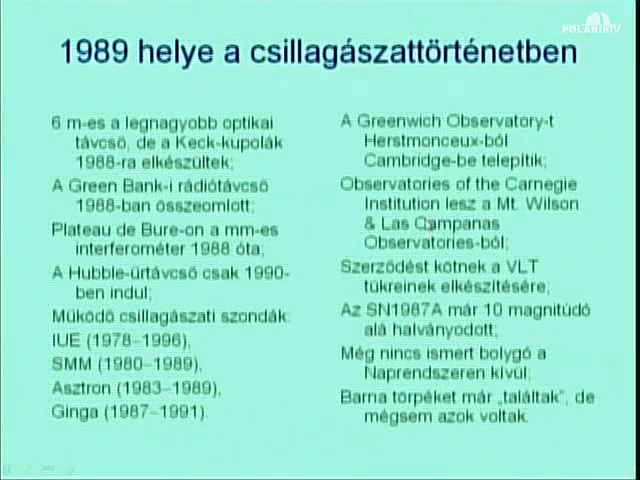 POLARIS TV
1989 helye a csillagászattörténetben
6 m-es a legnagyobb optikai
távcső, de a Keck-kupolák
1988-ra elkészültek;
A Green Bank-i rádiótávcső
1988-ban összeomlott;
Plateau de Bure-on a mm-es
interferométer 1988 óta;
A Hubble-űrtávcső csak 1990-
ben indul;
Működő csillagászati szondák:
IUE (1978–1996),
SMM (1980–1989),
Asztron (1983–1989),
Ginga (1987–1991).
A Greenwich Observatory-t
Herstmonceux-ból
Cambridge-be telepítik;
Observatories of the Carnegie
Institution lesz a Mt. Wilson
& Las Campanas
Observatories-ból;
Szerződést kötnek a VLT
tükreinek elkészítésére;
Az SN1987A már 10 magnitúdó
alá halványodott;
Még nincs ismert bolygó a
Naprendszeren kívül;
Barna törpéket már „találtak”, de
mégsem azok voltak.